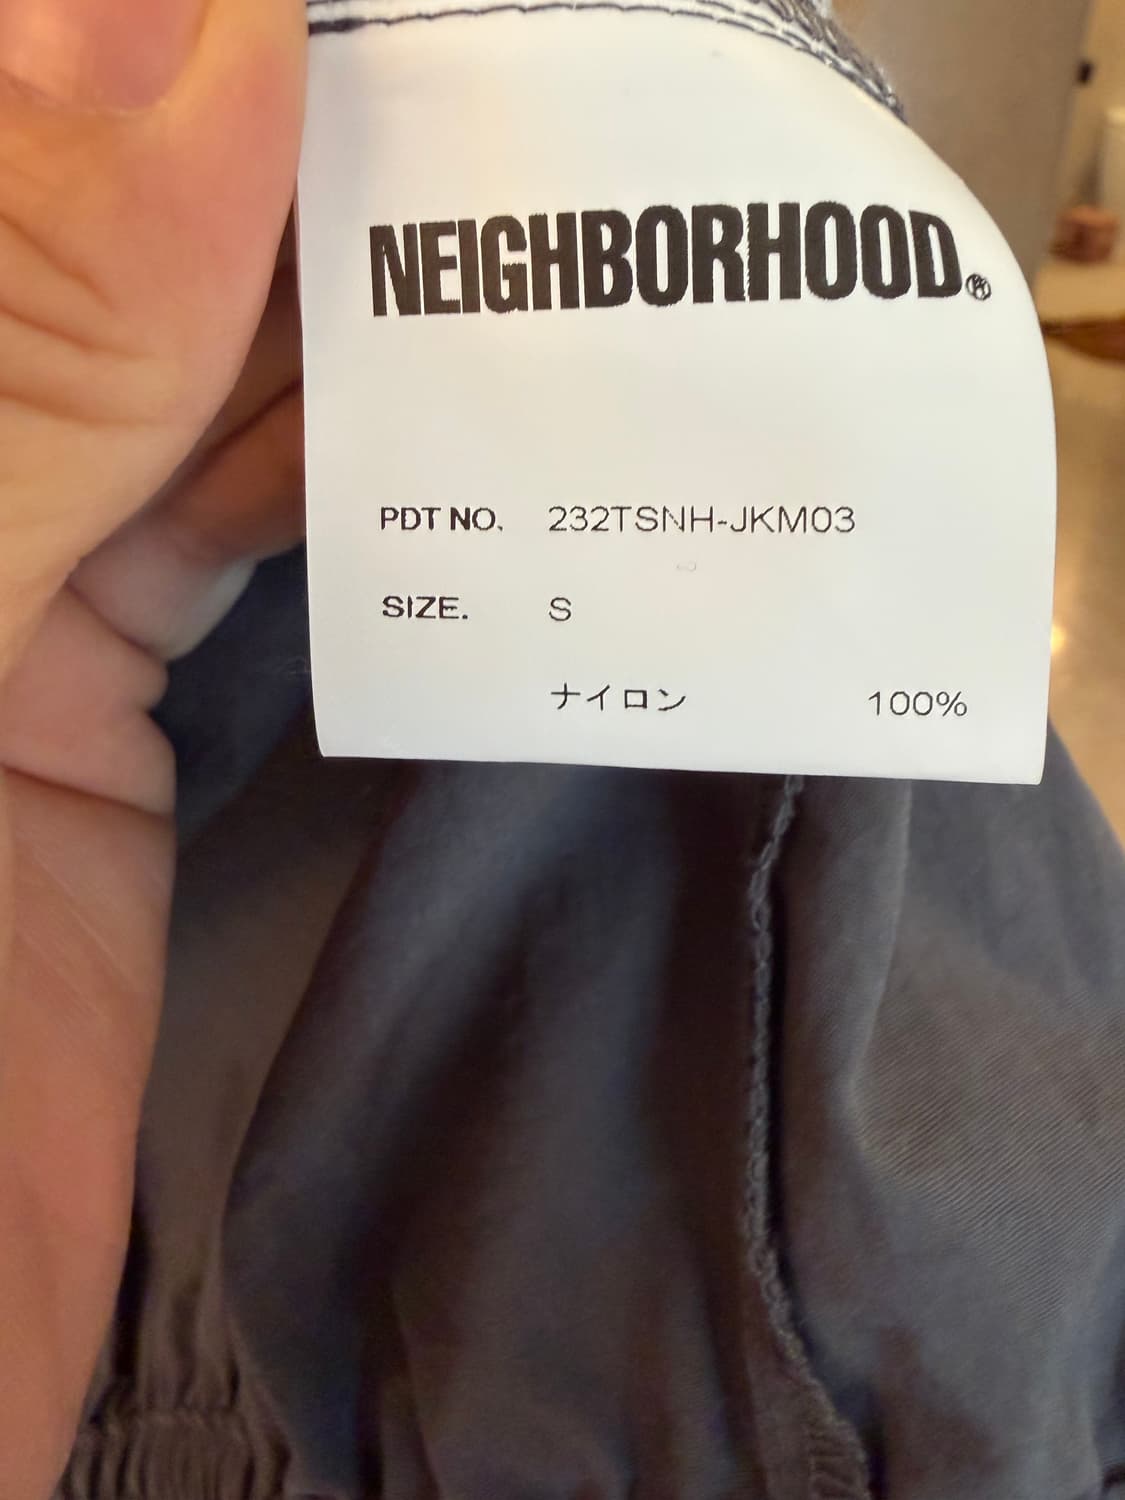 NEIGHBORHOOD®
PDT NO. 232TSNH-JKM03
SIZE. S
ナイロン 100%